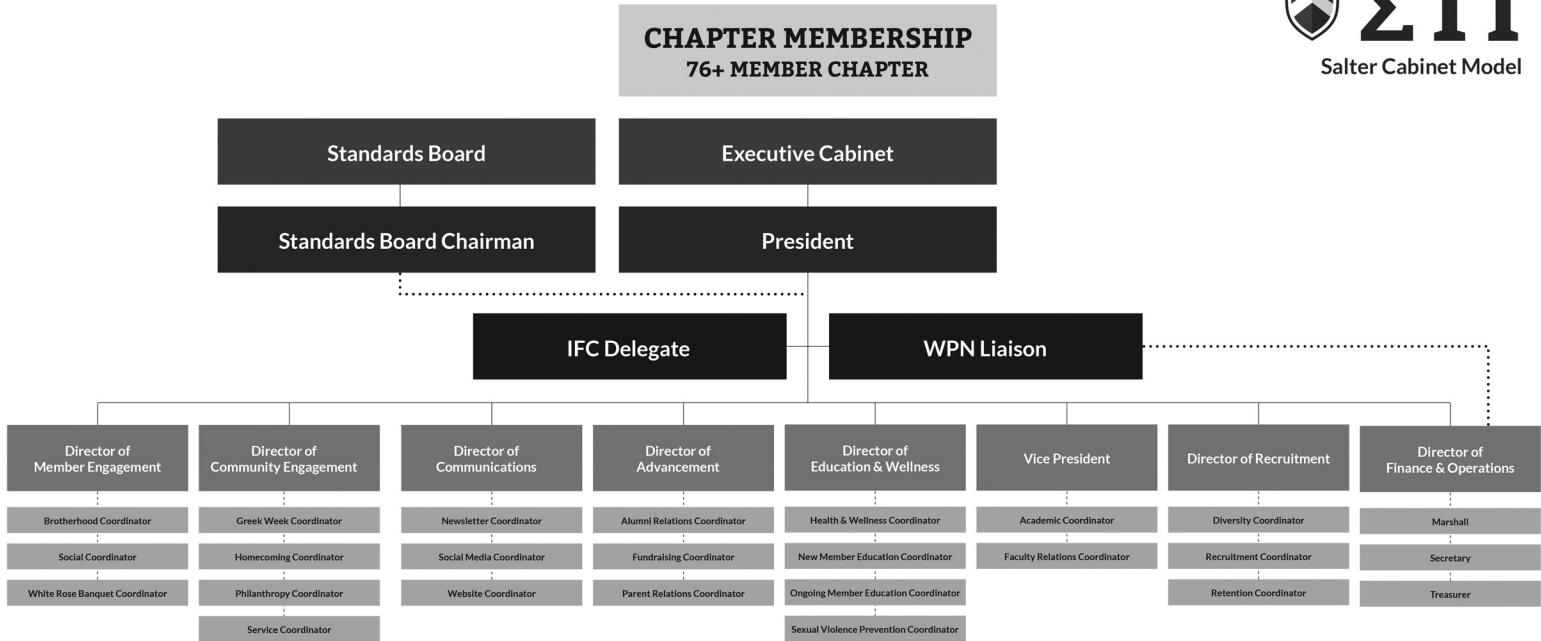 CHAPTER MEMBERSHIP
76+ MEMBER CHAPTER
ΣΠ
Salter Cabinet Model
Standards Board
Executive Cabinet
Standards Board Chairman
President
IFC Delegate
WPN Liaison
Director of
Member Engagement
Brotherhood Coordinator
Social Coordinator
White Rose Banquet Coordinator
Director of
Community Engagement
Greek Week Coordinator
Homecoming Coordinator
Philanthropy Coordinator
Service Coordinator
Director of
Communications
Newsletter Coordinator
Social Media Coordinator
Website Coordinator
Director of
Advancement
Alumni Relations Coordinator
Fundraising Coordinator
Parent Relations Coordinator
Director of
Education & Wellness
Health & Wellness Coordinator
New Member Education Coordinator
Ongoing Member Education Coordinator
Sexual Violence Prevention Coordinator
Vice President
Academic Coordinator
Faculty Relations Coordinator
Director of Recruitment
Diversity Coordinator
Recruitment Coordinator
Retention Coordinator
Director of
Finance & Operations
Marshall
Secretary
Treasurer